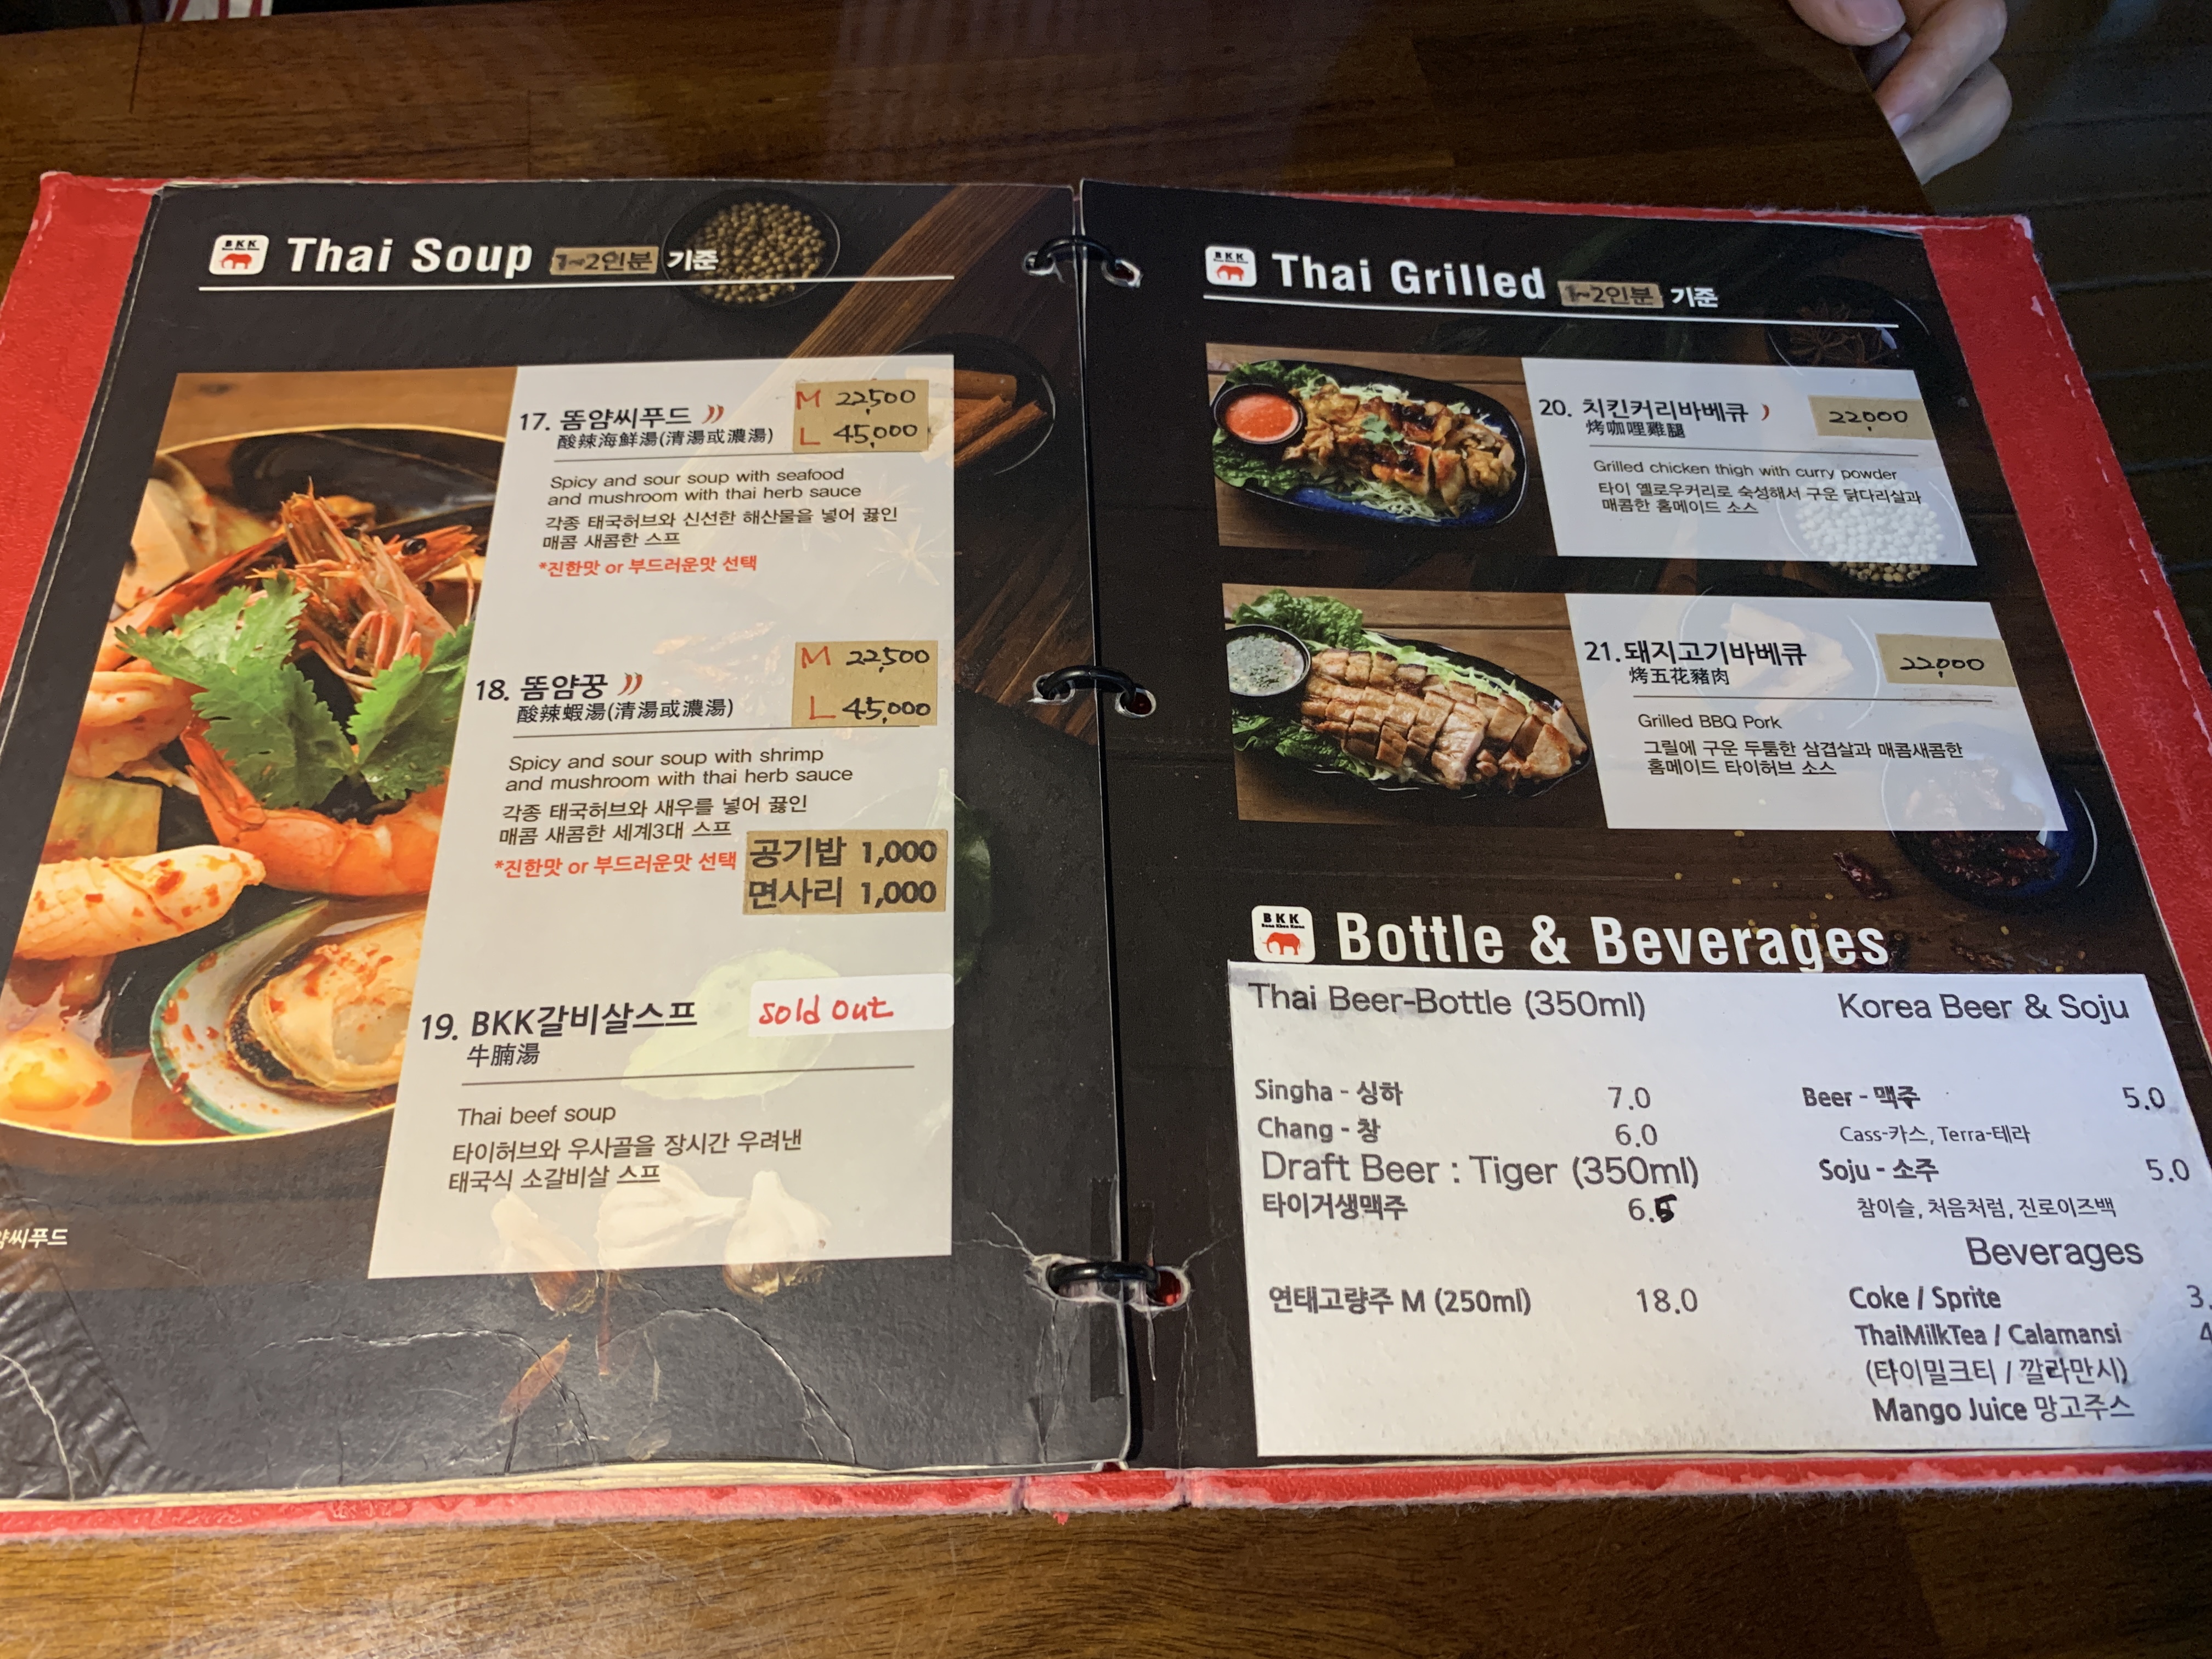 BKK
Thai Soup 1~2인분 기준
17. 똠얌씨푸드
M 22,500
L 45,000
酸辣海鮮湯(清湯或濃湯)
Spicy and sour soup with seafood
and mushroom with thai herb sauce
각종 태국허브와 신선한 해산물을 넣어 끓인
매콤 새콤한 스프
*진한맛 or 부드러운맛 선택
18. 똠얌꿍
M 22,500
L 45,000
酸辣蝦湯(清湯或濃湯)
Spicy and sour soup with shrimp
and mushroom with thai herb sauce
각종 태국허브와 새우를 넣어 끓인
매콤 새콤한 세계3대 스프
*진한맛 or 부드러운맛 선택
공기밥 1,000
면사리 1,000
19. BKK갈비살스프 sold out
牛腩湯
Thai beef soup
타이허브와 우사골을 장시간 우려낸
태국식 소갈비살 스프
얌씨푸드
BKK
Thai Grilled 1~2인분 기준
20. 치킨커리바베큐 22,000
烤咖哩雞腿
Grilled chicken thigh with curry powder
타이 옐로우커리로 숙성해서 구운 닭다리살과
매콤한 홈메이드 소스
21. 돼지고기바베큐 22,000
烤五花豬肉
Grilled BBQ Pork
그릴에 구운 두툼한 삼겹살과 매콤새콤한
홈메이드 타이허브 소스
BKK
Bottle & Beverages
Thai Beer-Bottle (350ml)
Singha - 싱하 7.0
Chang - 창 6.0
Draft Beer : Tiger (350ml)
타이거생맥주 6.5
연태고량주 M (250ml) 18.0
Korea Beer & Soju
Beer - 맥주 5.0
Cass-카스, Terra-테라
Soju - 소주 5.0
참이슬, 처음처럼, 진로이즈백
Beverages
Coke / Sprite 3.
ThaiMilkTea / Calamansi 4
(타이밀크티 / 깔라만시)
Mango Juice 망고주스